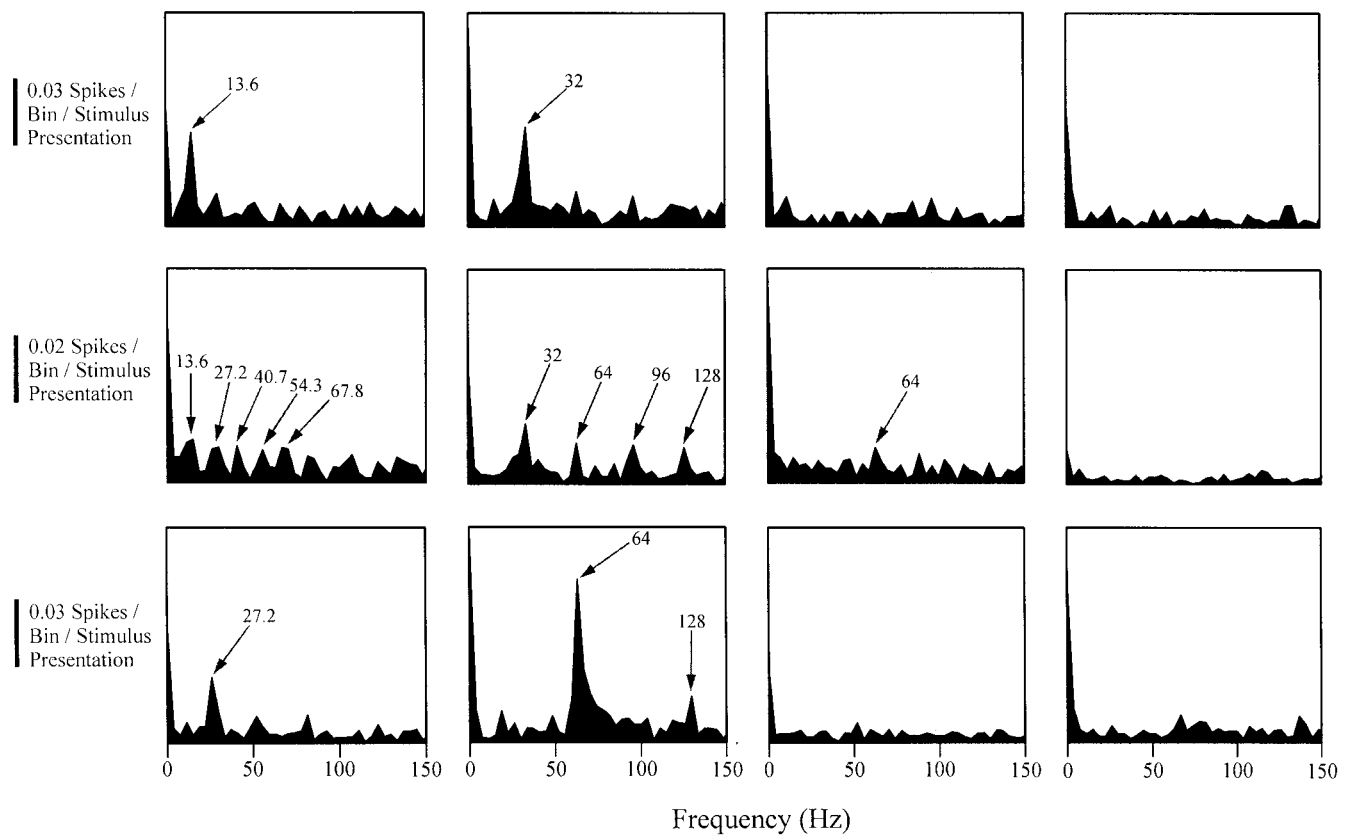 0.03 Spikes /
Bin / Stimulus
Presentation
13.6
32
0.02 Spikes /
Bin / Stimulus
Presentation
13.6
27.2
40.7
54.3
67.8
32
64
96
128
64
0.03 Spikes /
Bin / Stimulus
Presentation
27.2
64
128
0 50 100 150
0 50 100 150
0 50 100 150
0 50 100 150
Frequency (Hz)